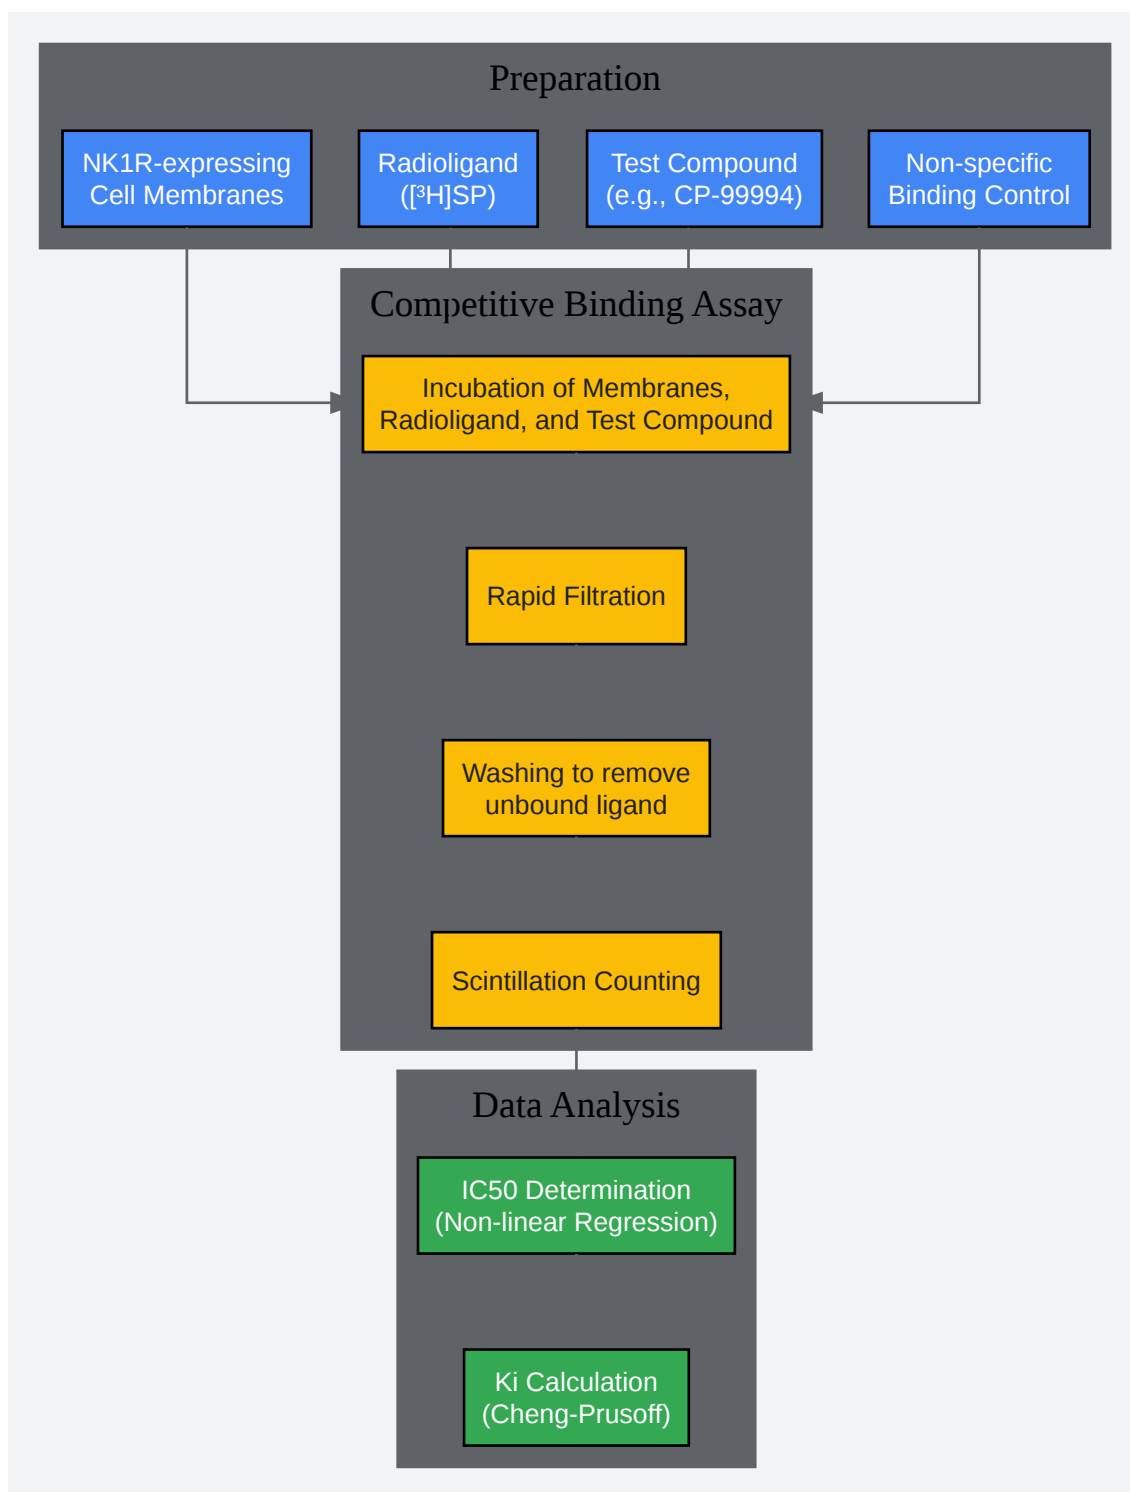 Preparation
NK1R-expressing
Cell Membranes
Radioligand
([³H]SP)
Test Compound
(e.g., CP-99994)
Non-specific
Binding Control
Competitive Binding Assay
Incubation of Membranes,
Radioligand, and Test Compound
Rapid Filtration
Washing to remove
unbound ligand
Scintillation Counting
Data Analysis
IC50 Determination
(Non-linear Regression)
Ki Calculation
(Cheng-Prusoff)